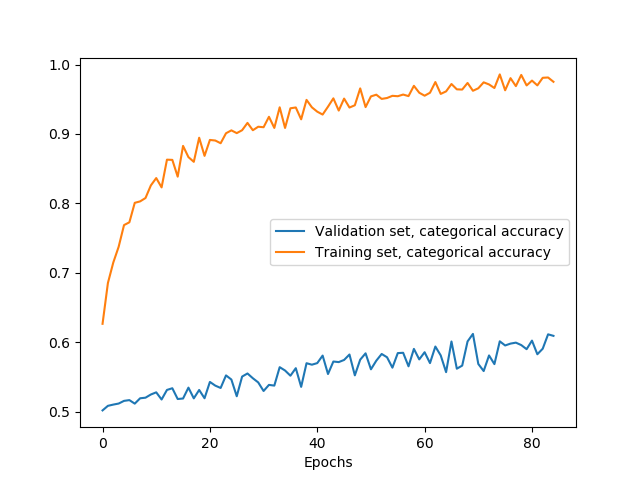 1.0
0.9
0.8
0.7
0.6
0.5
Validation set, categorical accuracy
Training set, categorical accuracy
0 20 40 60 80
Epochs